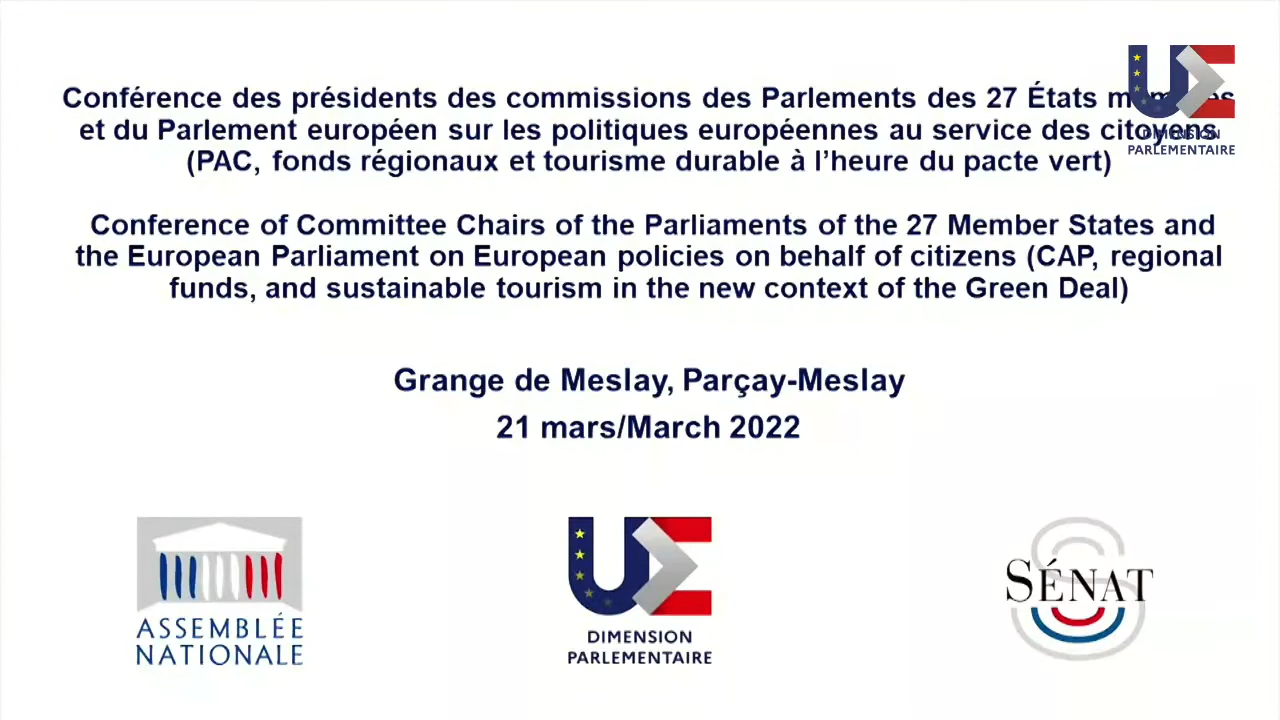 Conférence des présidents des commissions des Parlements des 27 États
et du Parlement européen sur les politiques européennes au service des citoyens
(PAC, fonds régionaux et tourisme durable à l'heure du pacte vert)
Conference of Committee Chairs of the Parliaments of the 27 Member States and
the European Parliament on European policies on behalf of citizens (CAP, regional
funds, and sustainable tourism in the new context of the Green Deal)
Grange de Meslay, Parçay-Meslay
21 mars/March 2022
UE
DIMENSION
PARLEMENTAIRE
ASSEMBLÉE
NATIONALE
UE
DIMENSION
PARLEMENTAIRE
SÉNAT